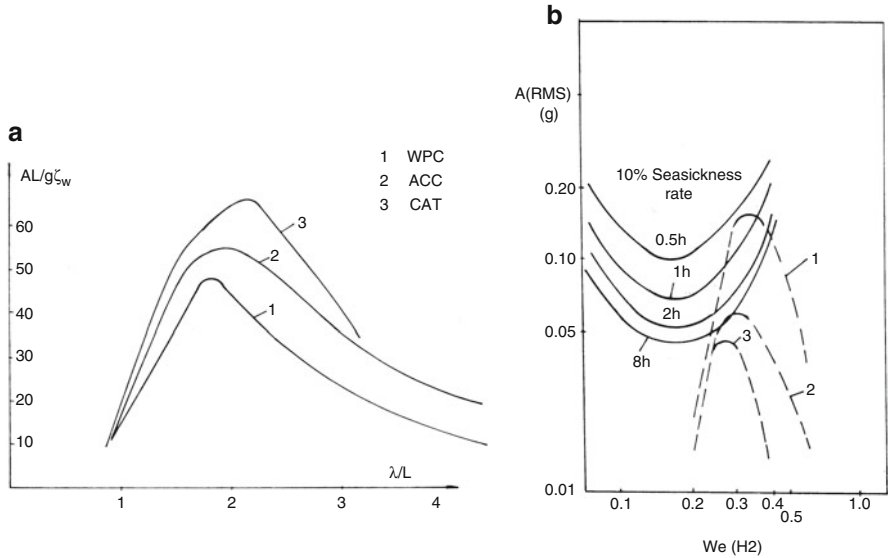 a
AL/gζw
60
50
40
30
20
10
1 WPC
2 ACC
3 CAT
3
2
1
λ/L
1
2
3
4
b
A(RMS)
(g)
0.20
0.10
0.05
0.01
10% Seasickness
rate
0.5h
1h
2h
8h
1
3
2
0.1
0.2
0.3
0.4
0.5
1.0
We (H2)